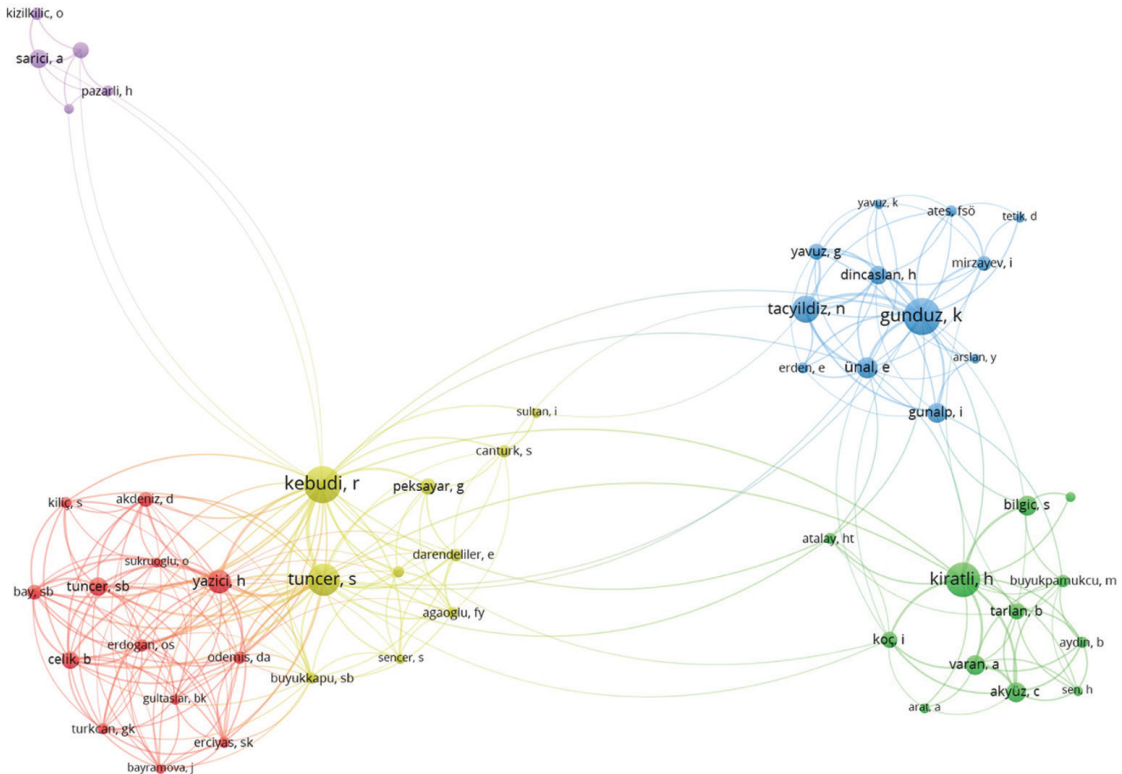 kizilkilic, o
sarici, a
pazarli, h
yavuz, k
ates, fsö
tetik, d
yavuz, g
dincaslan, h
mirzayev, i
tacyildiz, n
gunduz, k
arslan, y
erden, e
ünal, e
gunalp, i
sultan, i
canturk, s
kebudi, r
peksayar, g
kiliç, s
akdeniz, d
bilgic, s
atalay, ht
sukruoglu, o
darendeliler, e
yazici, h
tuncer, s
tuncer, sb
bay, sb
kiratli, h
buyukpamukcu, m
agaoglu, fy
tarlan, b
koç, i
aydin, b
erdogan, os
celik, b
odemis, da
sencer, s
varan, a
buyukkapu, sb
akyüz, c
sen, h
gultaslar, bk
arat, a
turkcan, gk
erciyas, sk
bayramova, j